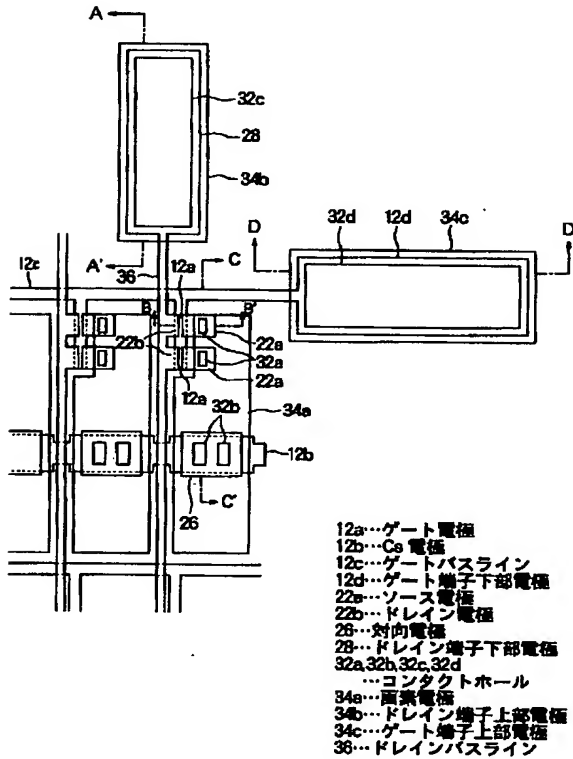 A
32c
28
34b
32d
12d
34c
D
D
A'
12c
36
12a
C
B
B'
22a
22b
32a
22a
12a
34a
32b
12b
C'
26
12a…ゲート電極
12b…Cs 電極
12c…ゲートバスライン
12d…ゲート端子下部電極
22a…ソース電極
22b…ドレイン電極
26…対向電極
28…ドレイン端子下部電極
32a,32b,32c,32d
…コンタクトホール
34a…画素電極
34b…ドレイン端子上部電極
34c…ゲート端子上部電極
36…ドレインバスライン